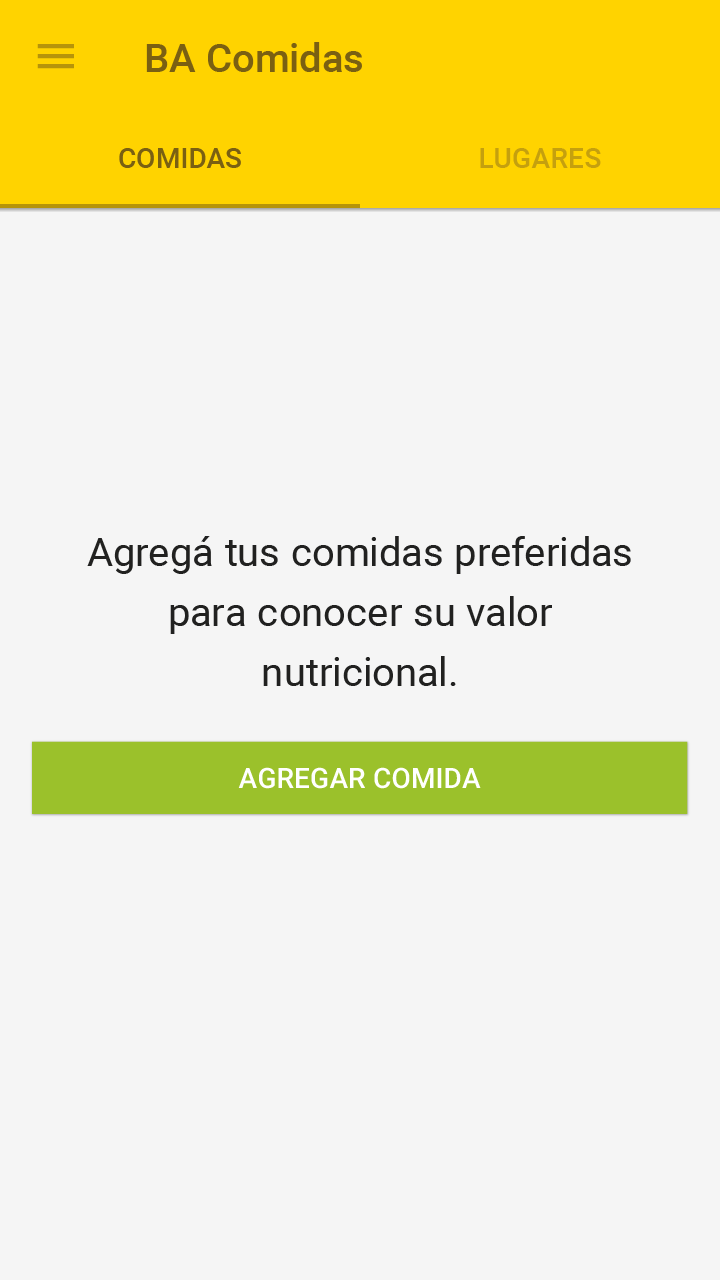 BA Comidas
COMIDAS
LUGARES
Agregá tus comidas preferidas
para conocer su valor
nutricional.
AGREGAR COMIDA